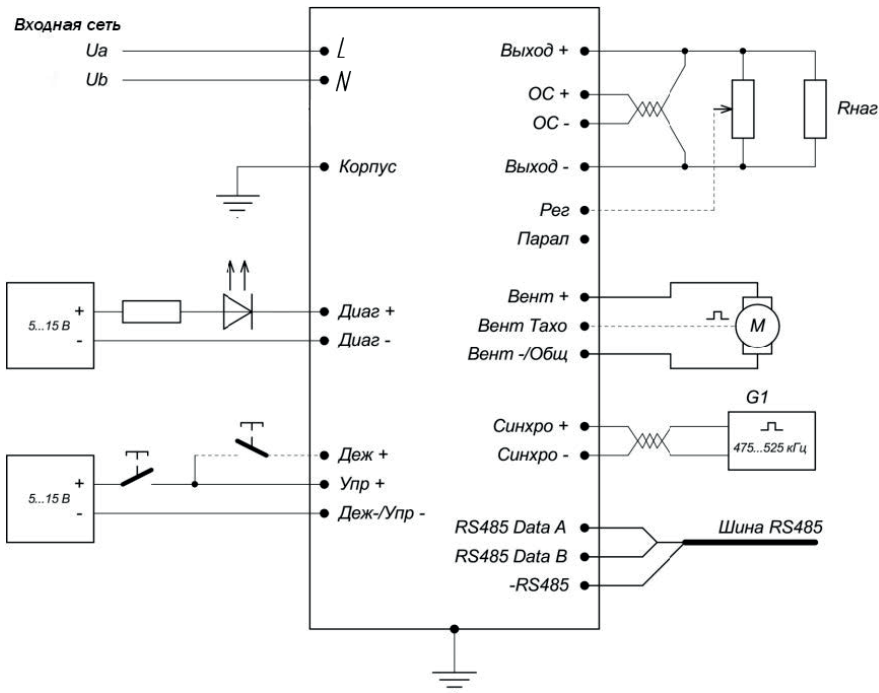 Входная сеть
Ua
L
Ub
N
Корпус
5...15 В
+
-
Диаг +
Диаг -
5...15 В
+
-
Деж +
Упр +
Деж-/Упр -
Выход +
ОС +
ОС -
Rнаг
Выход -
Рег
Парал
Вент +
Вент Тахо
М
Вент -/Общ
G1
Синхро +
Синхро -
475...525 кГц
RS485 Data A
Шина RS485
RS485 Data B
-RS485